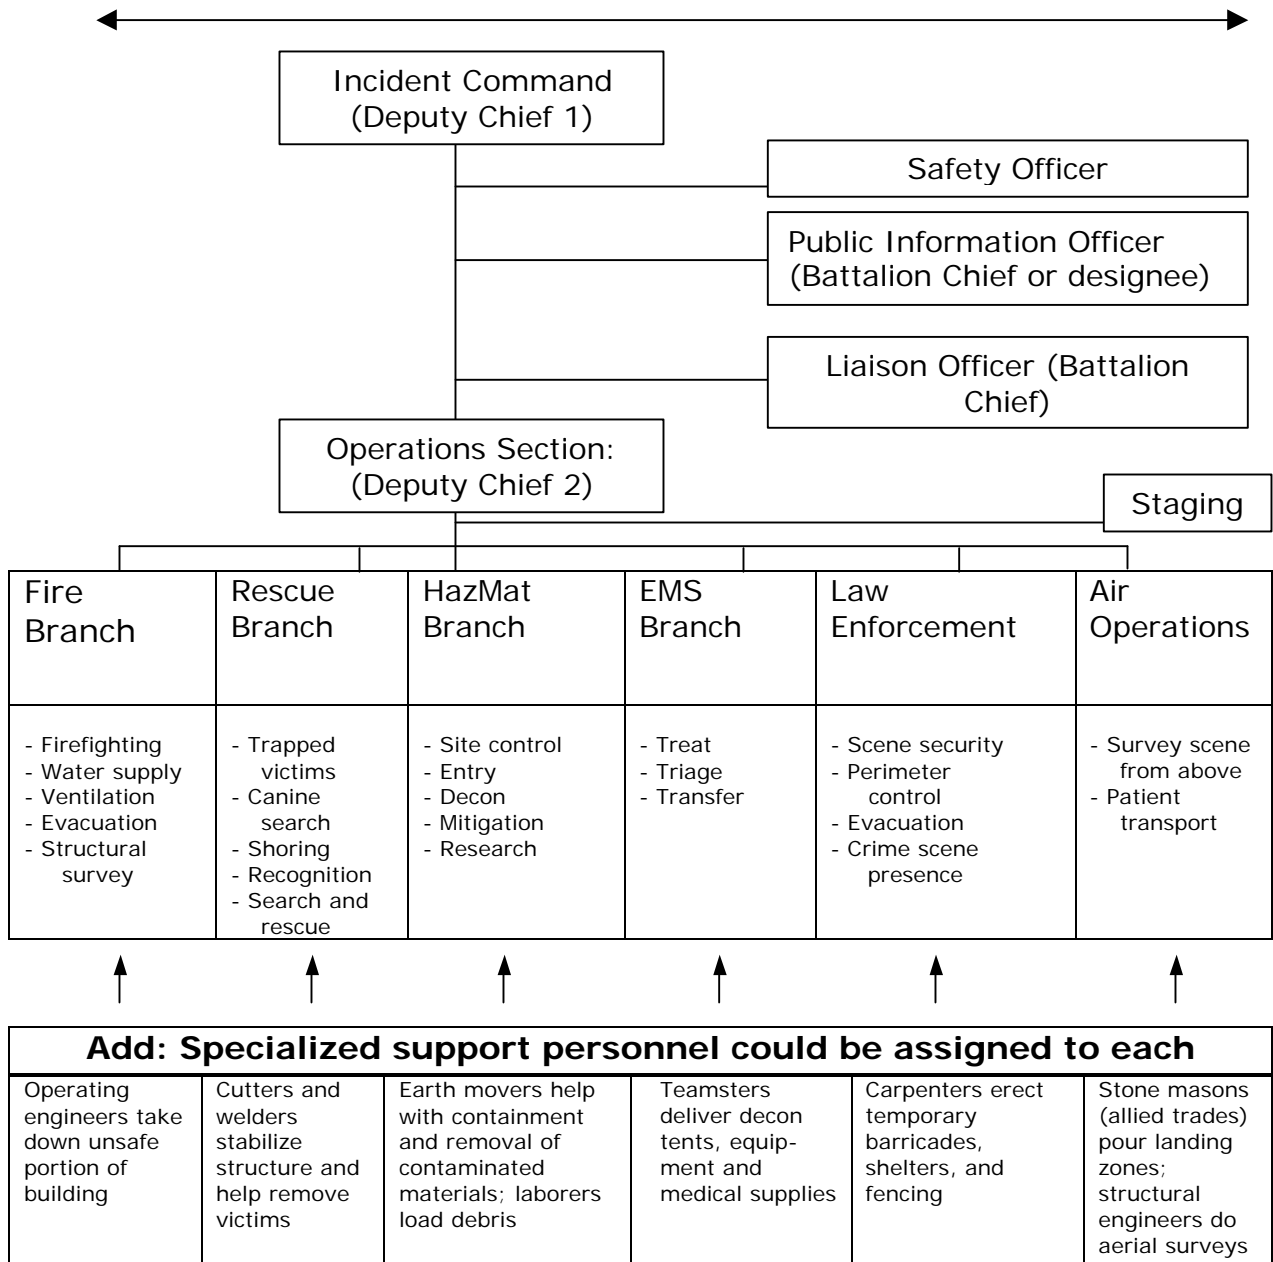 Incident Command
(Deputy Chief 1)
Safety Officer
Public Information Officer
(Battalion Chief or designee)
Liaison Officer (Battalion
Chief)
Operations Section:
(Deputy Chief 2)
Staging
Fire
Branch
Rescue
Branch
HazMat
Branch
EMS
Branch
Law
Enforcement
Air
Operations
- Firefighting
- Water supply
- Ventilation
- Evacuation
- Structural
survey
- Trapped
victims
- Canine
search
- Shoring
- Recognition
- Search and
rescue
- Site control
- Entry
- Decon
- Mitigation
- Research
- Treat
- Triage
- Transfer
- Scene security
- Perimeter
control
- Evacuation
- Crime scene
presence
- Survey scene
from above
- Patient
transport
Add: Specialized support personnel could be assigned to each
Operating
engineers take
down unsafe
portion of
building
Cutters and
welders
stabilize
structure and
help remove
victims
Earth movers help
with containment
and removal of
contaminated
materials; laborers
load debris
Teamsters
deliver decon
tents, equip-
ment and
medical supplies
Carpenters erect
temporary
barricades,
shelters, and
fencing
Stone masons
(allied trades)
pour landing
zones;
structural
engineers do
aerial surveys